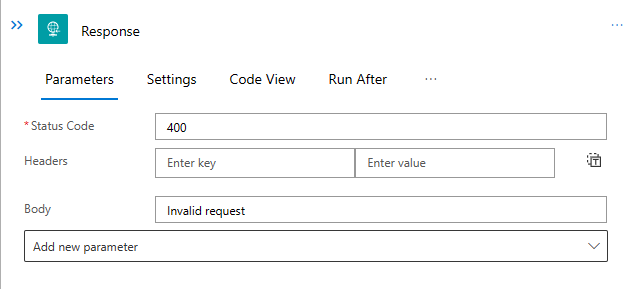 Response
Parameters Settings Code View Run After ...
*Status Code 400
Headers Enter key Enter value
Body Invalid request
Add new parameter